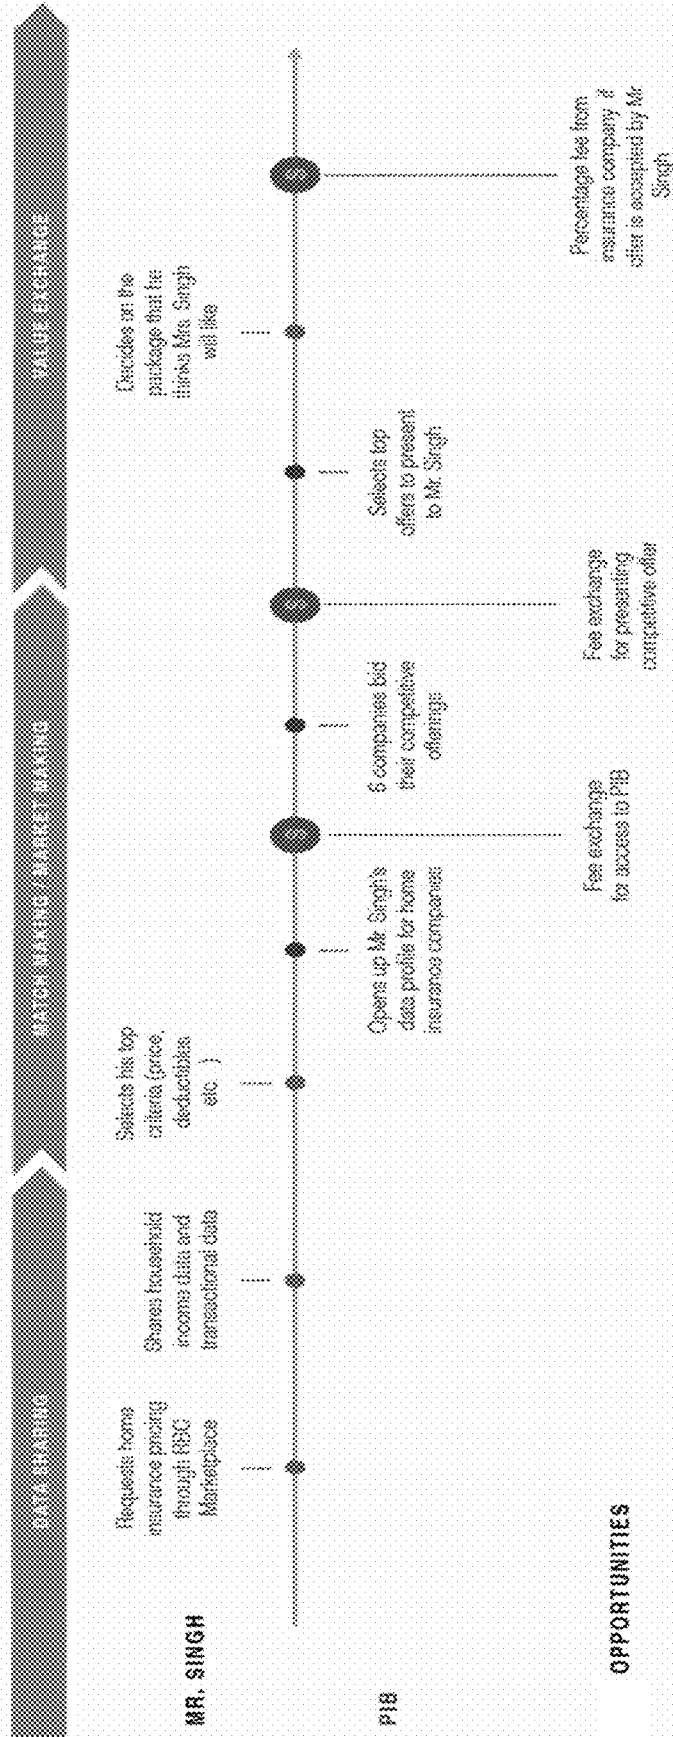 DATA SHARING
MATCH MAKING / MARKET MAKING
VALUE EXCHANGE
MR. SINGH
Requests home
insurance pricing
through RBC
Marketplace
Shares household
income data and
transactional data
Selects his top
criteria (price,
deductibles
etc. )
Decides on the
package that he
thinks Mrs. Singh
will like
PIB
Opens up Mr. Singh's
data profile for home
insurance companies
6 companies bid
their competitive
offerings
Selects top
offers to present
to Mr. Singh
OPPORTUNITIES
Fee exchange
for access to PIB
Fee exchange
for presenting
competitive offer
Percentage fee from
insurance company if
offer is accepted by Mr.
Singh